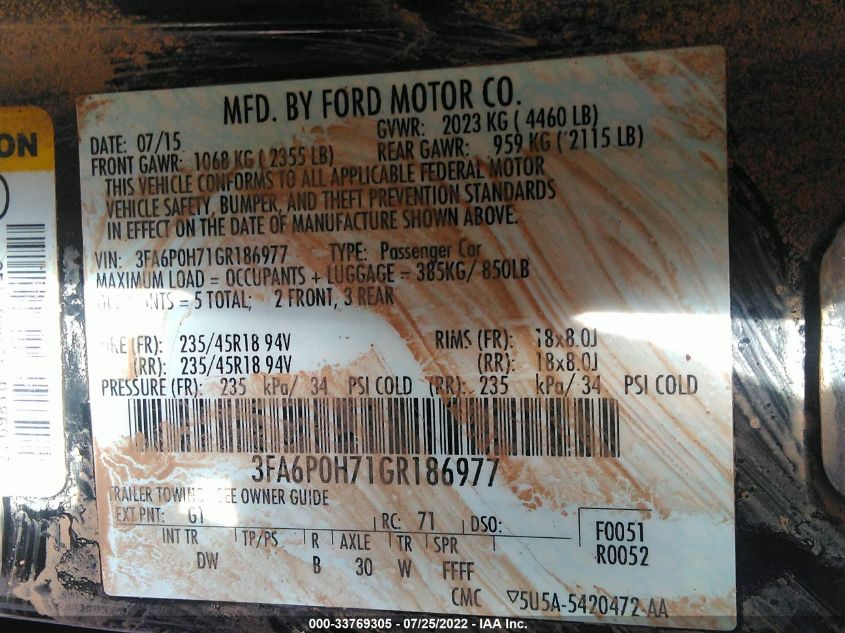 MFD. BY FORD MOTOR CO.
DATE: 07/15 GVWR: 2023 KG ( 4460 LB)
FRONT GAWR: 1068 KG ( 2355 LB) REAR GAWR: 959 KG ( 2115 LB)
THIS VEHICLE CONFORMS TO ALL APPLICABLE FEDERAL MOTOR
VEHICLE SAFETY, BUMPER, AND THEFT PREVENTION STANDARDS
IN EFFECT ON THE DATE OF MANUFACTURE SHOWN ABOVE.
VIN: 3FA6P0H71GR186977 TYPE: Passenger Car
MAXIMUM LOAD = OCCUPANTS + LUGGAGE = 385KG/ 850LB
= 5 TOTAL; 2 FRONT, 3 REAR
(FR): 235/45R18 94V RIMS (FR): 18x8.0J
(RR): 235/45R18 94V (RR): 18x8.0J
PRESSURE (FR): 235 kPa/ 34 PSI COLD (RR): 235 kPa/ 34 PSI COLD
3FA6P0H71GR186977
TOWING SEE OWNER GUIDE
EXT PNT: G1 RC: 71 DSO:
INT TR TP/PS R AXLE TR SPR
DW B 30 W FFFF
F0051
R0052
CMC ▽5U5A-5420472-AA
000-33769305 - 07/25/2022 - IAA Inc.